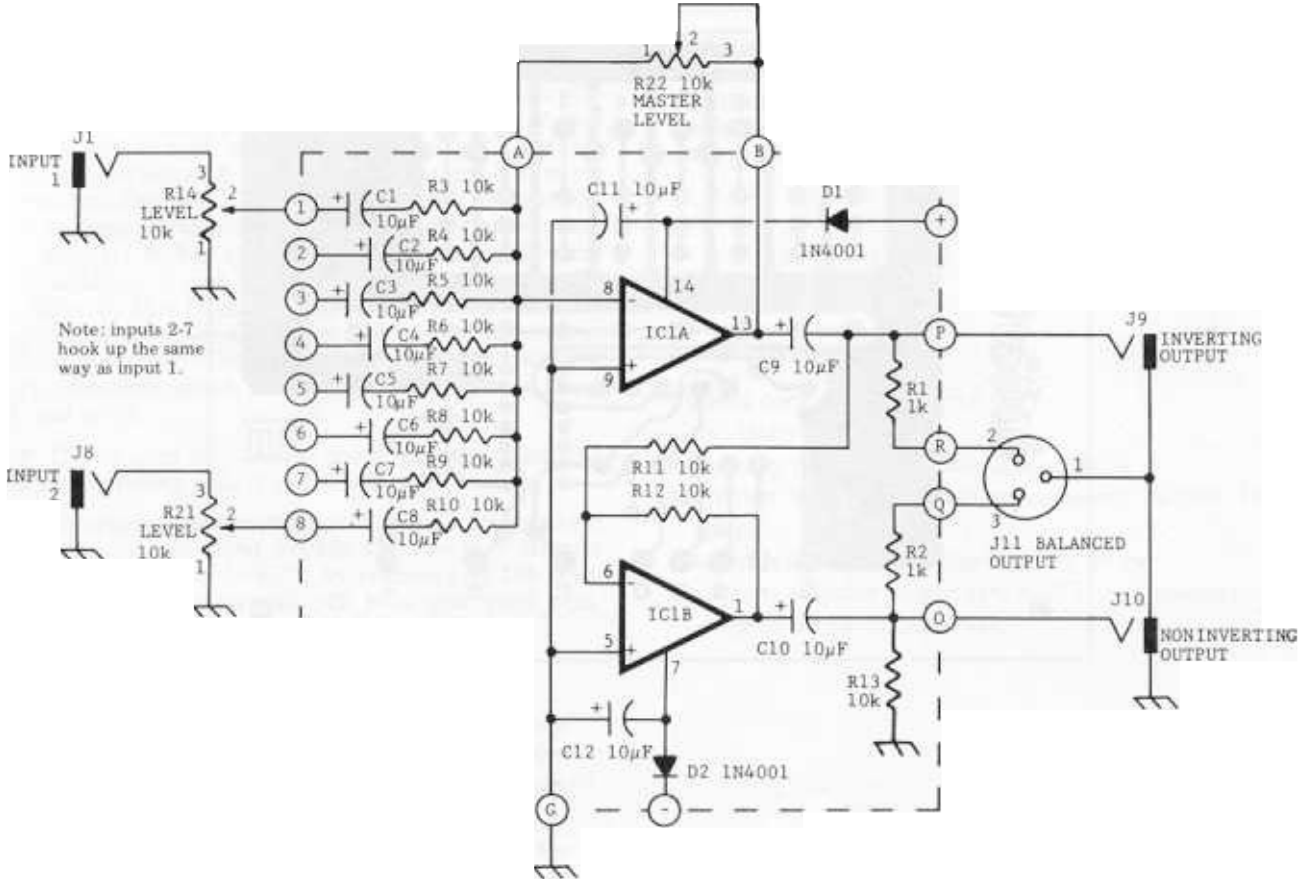 1 2 3
R22 10k
MASTER
LEVEL
A B
J1
INPUT
1
3
R14
LEVEL
10k
2
1
1
+ C1
10µF
R3 10k
C11 10µF
+
D1
1N4001
+
2
+ C2
10µF
R4 10k
3
+ C3
10µF
R5 10k
8
-
14
IC1A
13
+
9
Note: inputs 2-7
hook up the same
way as input 1.
4
+ C4
10µF
R6 10k
5
+ C5
10µF
R7 10k
6
+ C6
10µF
R8 10k
7
+ C7
10µF
R9 10k
8
+ C8
10µF
R10 10k
J8
INPUT
2
3
R21
LEVEL
10k
2
1
+
C9 10µF
P
R1
1k
J9
INVERTING
OUTPUT
R11 10k
R12 10k
R
2
1
Q
3
J11 BALANCED
OUTPUT
R2
1k
6
-
IC1B
1
5
+
7
+
C10 10µF
O
J10
NONINVERTING
OUTPUT
R13
10k
+
C12 10µF
D2 1N4001
G
-